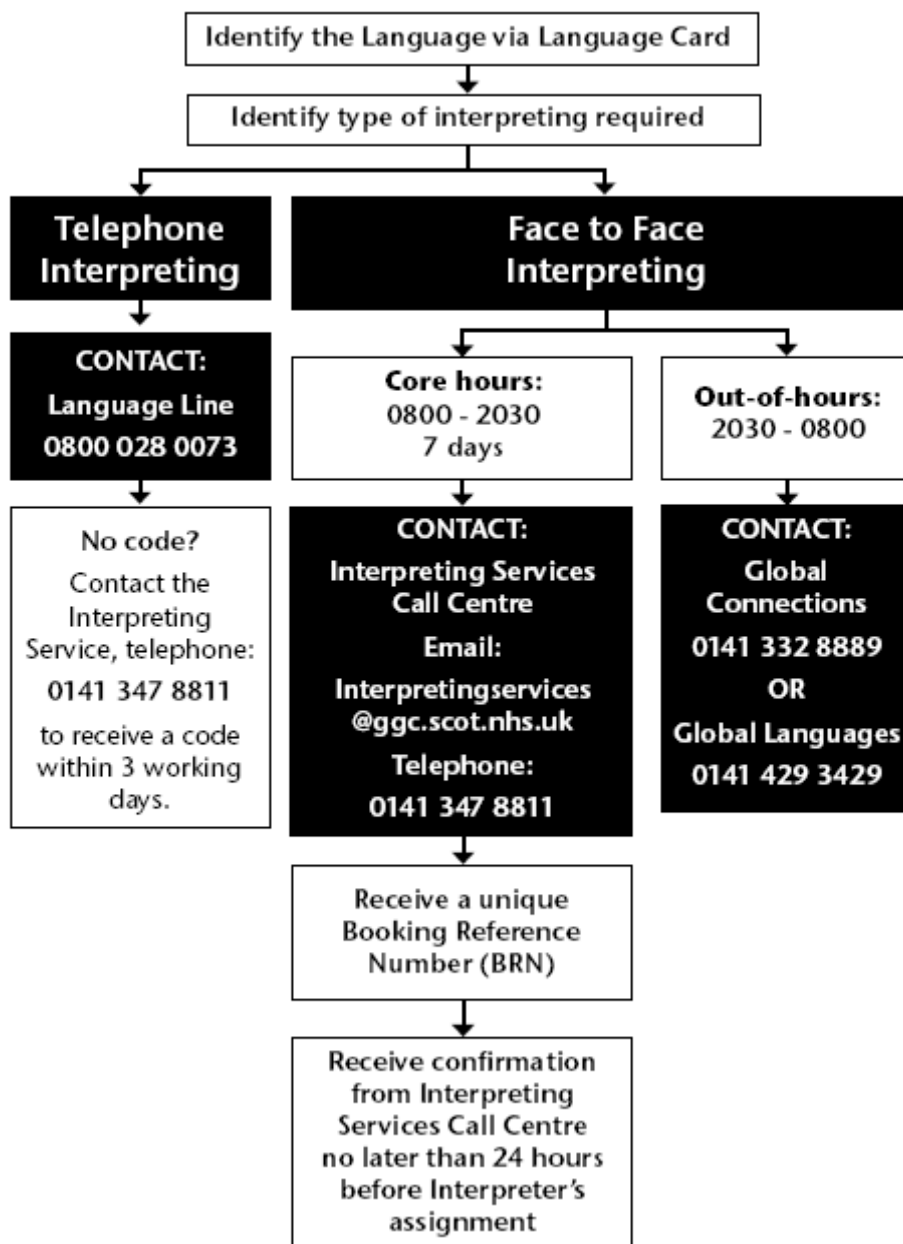 Identify the Language via Language Card
Identify type of interpreting required
Telephone
Interpreting
Face to Face
Interpreting
CONTACT:
Language Line
0800 028 0073
Core hours:
0800 - 2030
7 days
Out-of-hours:
2030 - 0800
No code?
Contact the
Interpreting
Service, telephone:
0141 347 8811
to receive a code
within 3 working
days.
CONTACT:
Interpreting Services
Call Centre
Email:
Interpretingservices
@ggc.scot.nhs.uk
Telephone:
0141 347 8811
CONTACT:
Global
Connections
0141 332 8889
OR
Global Languages
0141 429 3429
Receive a unique
Booking Reference
Number (BRN)
Receive confirmation
from Interpreting
Services Call Centre
no later than 24 hours
before Interpreter's
assignment